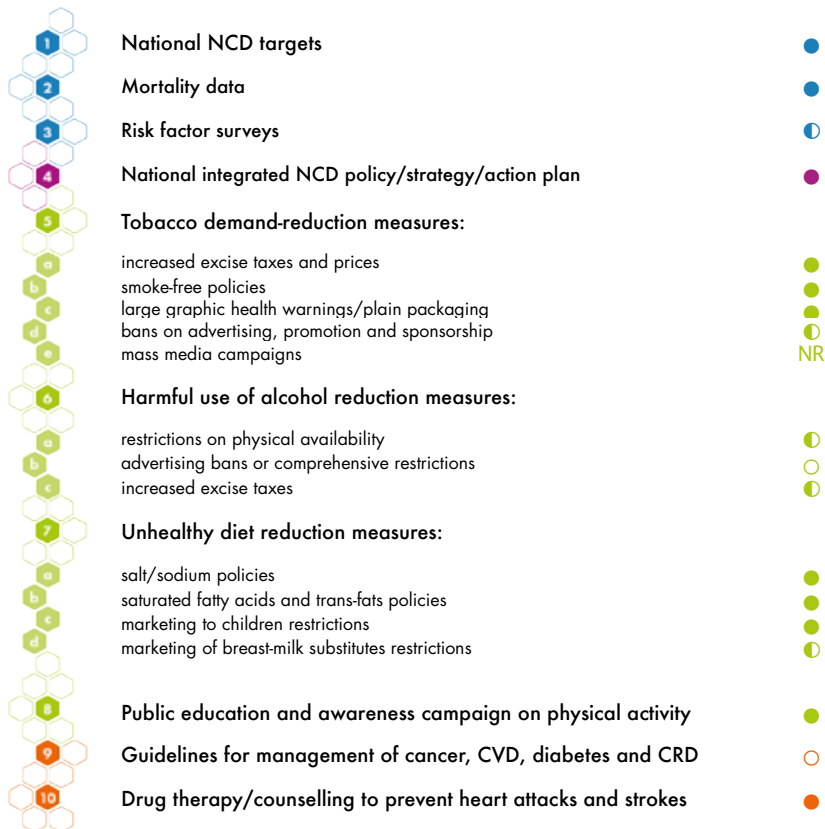 1 National NCD targets
2 Mortality data
3 Risk factor surveys
4 National integrated NCD policy/strategy/action plan
5 Tobacco demand-reduction measures:
a increased excise taxes and prices
b smoke-free policies
c large graphic health warnings/plain packaging
d bans on advertising, promotion and sponsorship
e mass media campaigns NR
6 Harmful use of alcohol reduction measures:
a restrictions on physical availability
b advertising bans or comprehensive restrictions
c increased excise taxes
7 Unhealthy diet reduction measures:
a salt/sodium policies
b saturated fatty acids and trans-fats policies
c marketing to children restrictions
d marketing of breast-milk substitutes restrictions
8 Public education and awareness campaign on physical activity
9 Guidelines for management of cancer, CVD, diabetes and CRD
10 Drug therapy/counselling to prevent heart attacks and strokes